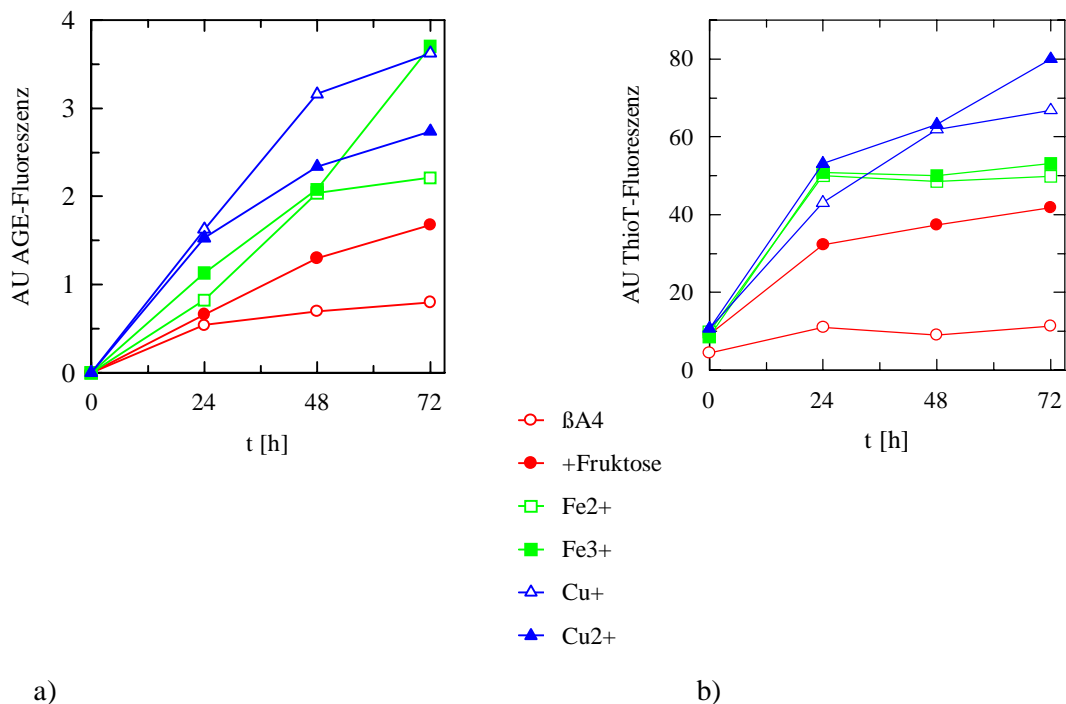 AU AGE-Fluoreszenz
4
3
2
1
0
0 24 48 72
t [h]
AU ThioT-Fluoreszenz
80
60
40
20
0
0 24 48 72
t [h]
ßA4
+Fruktose
Fe2+
Fe3+
Cu+
Cu2+
a)
b)